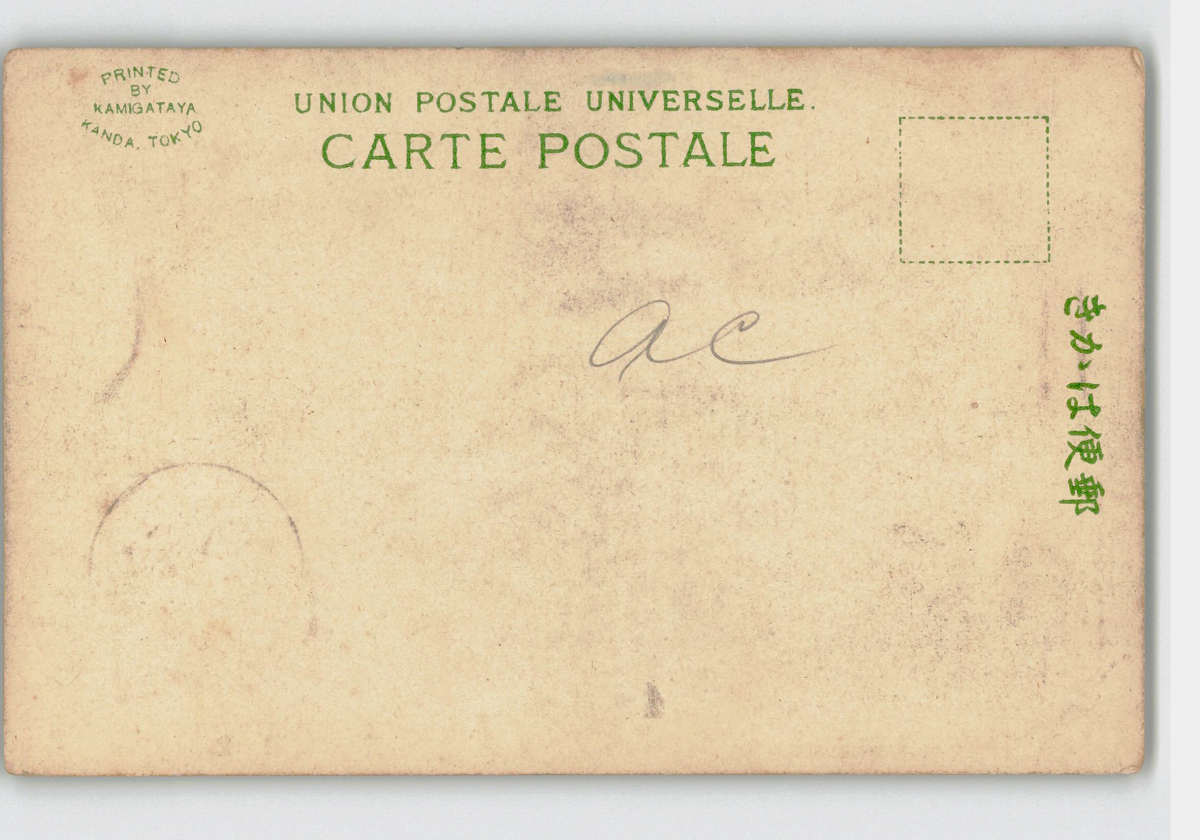 PRINTED
BY
KAMIGATAYA
KANDA, TOKYO
UNION POSTALE UNIVERSELLE.
CARTE POSTALE
ac
郵便はかき